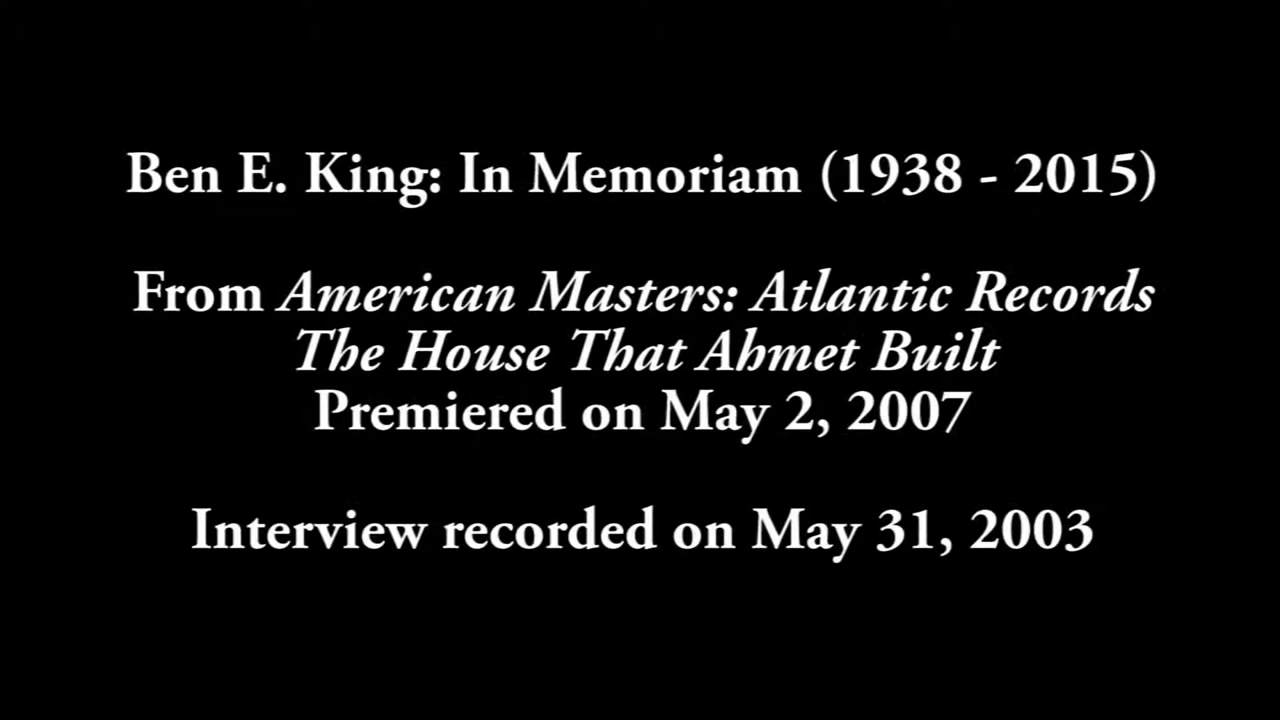 Ben E. King: In Memoriam (1938 - 2015)
From American Masters: Atlantic Records
The House That Ahmet Built
Premiered on May 2, 2007
Interview recorded on May 31, 2003